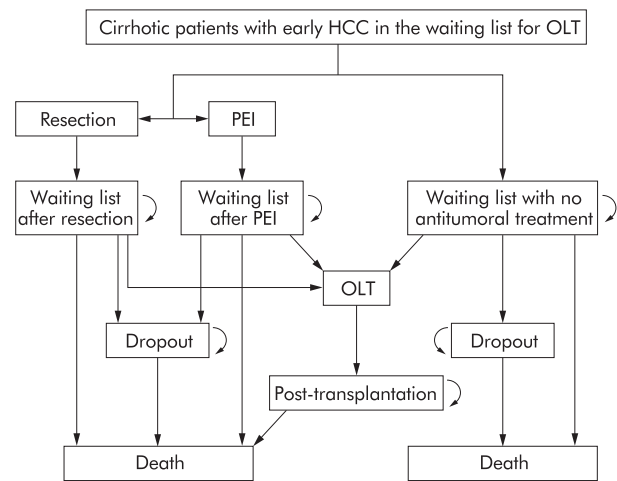 Cirrhotic patients with early HCC in the waiting list for OLT
Resection
PEI
Waiting list
after resection
Waiting list
after PEI
Waiting list with no
antitumoral treatment
OLT
Dropout
Dropout
Post-transplantation
Death
Death